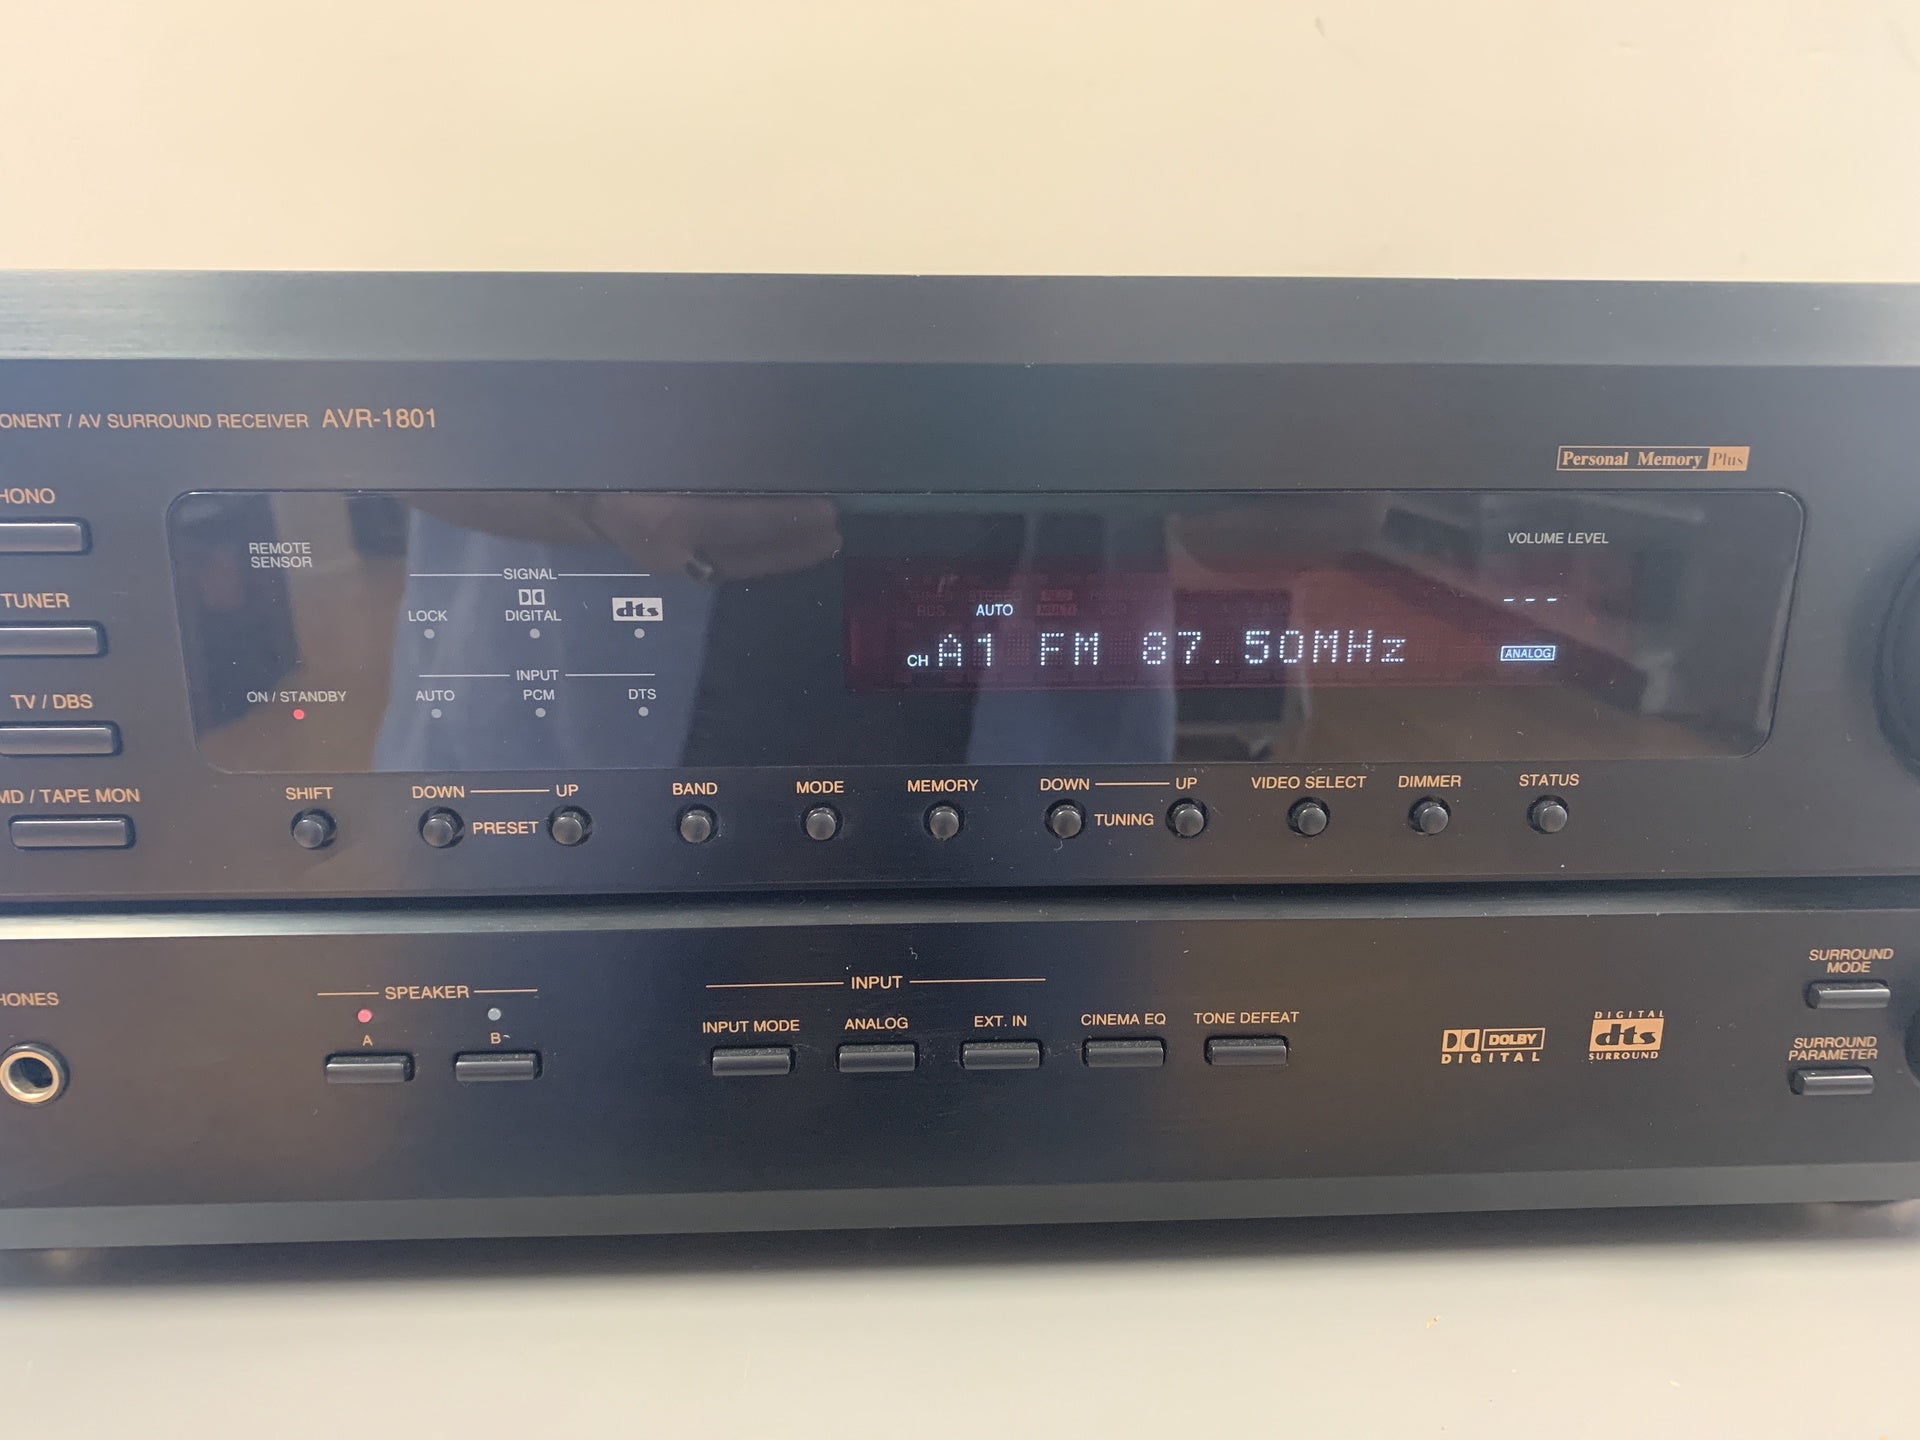 ONENT / AV SURROUND RECEIVER AVR-1801
Personal Memory Plus
HONO
TUNER
TV / DBS
MD / TAPE MON
REMOTE
SENSOR
SIGNAL
LOCK
DIGITAL
dts
ON / STANDBY
INPUT
AUTO
PCM
DTS
VOLUME LEVEL
- - -
AUTO
CH A1 FM 87.50MHz
ANALOG
SHIFT
DOWN
UP
PRESET
BAND
MODE
MEMORY
DOWN
UP
TUNING
VIDEO SELECT
DIMMER
STATUS
HONES
SPEAKER
A
B
INPUT
INPUT MODE
ANALOG
EXT. IN
CINEMA EQ
TONE DEFEAT
DOLBY
DIGITAL
DIGITAL
dts
SURROUND
SURROUND
MODE
SURROUND
PARAMETER